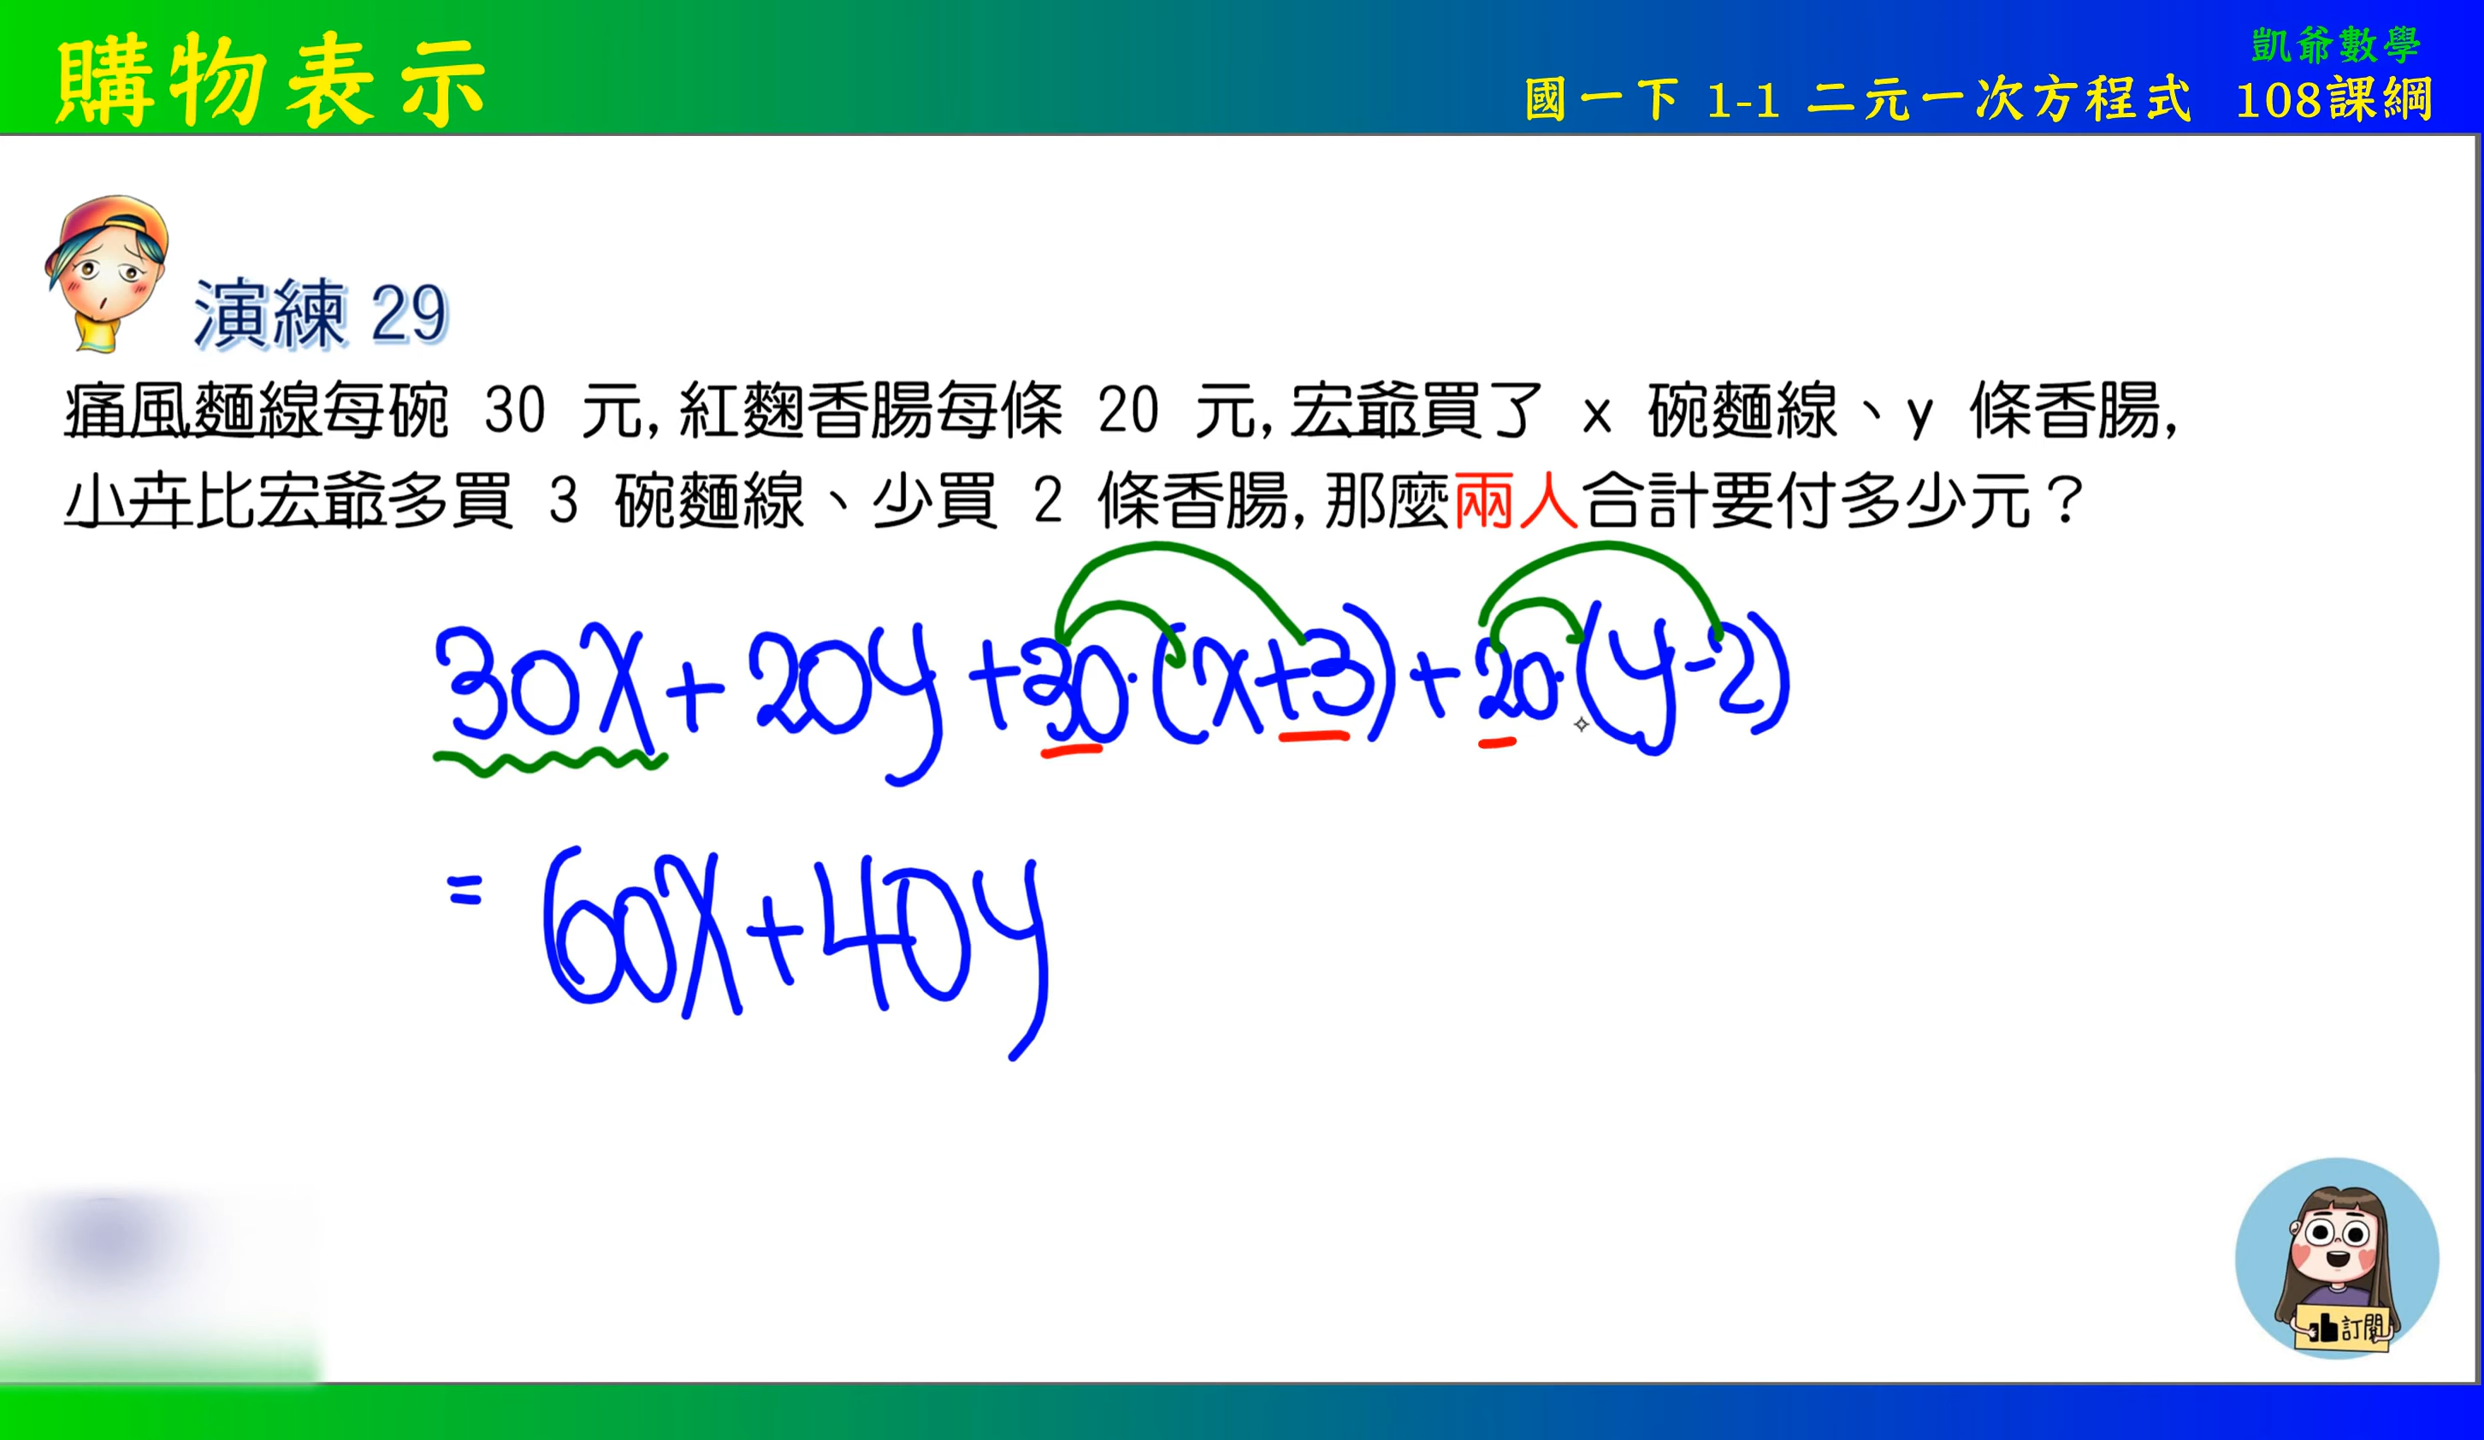 購物表示
凱爺數學
國一下 1-1 二元一次方程式 108課綱
演練 29
痛風麵線每碗 30 元,紅麴香腸每條 20 元,宏爺買了 x 碗麵線、y 條香腸,
小卉比宏爺多買 3 碗麵線、少買 2 條香腸,那麼兩人合計要付多少元?
30x+20y+30·(x+3)+20·(y-2)
= 60x+40y
訂閱